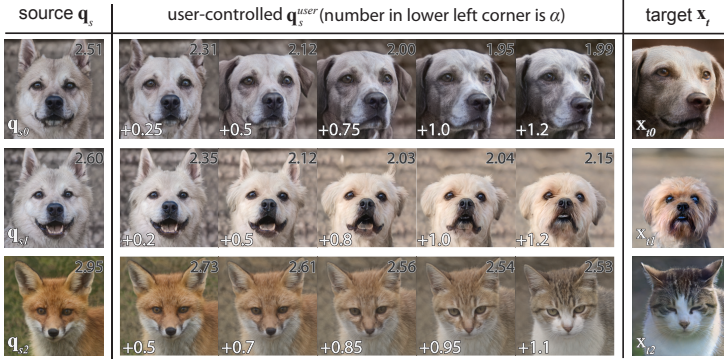 source q_s user-controlled q_s^user (number in lower left corner is α) target x_t
2.51 2.31 2.12 2.00 1.95 1.99
q_s0 +0.25 +0.5 +0.75 +1.0 +1.2 x_t0
2.60 2.35 2.12 2.03 2.04 2.15
q_s1 +0.2 +0.5 +0.8 +1.0 +1.2 x_t1
2.95 2.73 2.61 2.56 2.54 2.53
q_s2 +0.5 +0.7 +0.85 +0.95 +1.1 x_t2